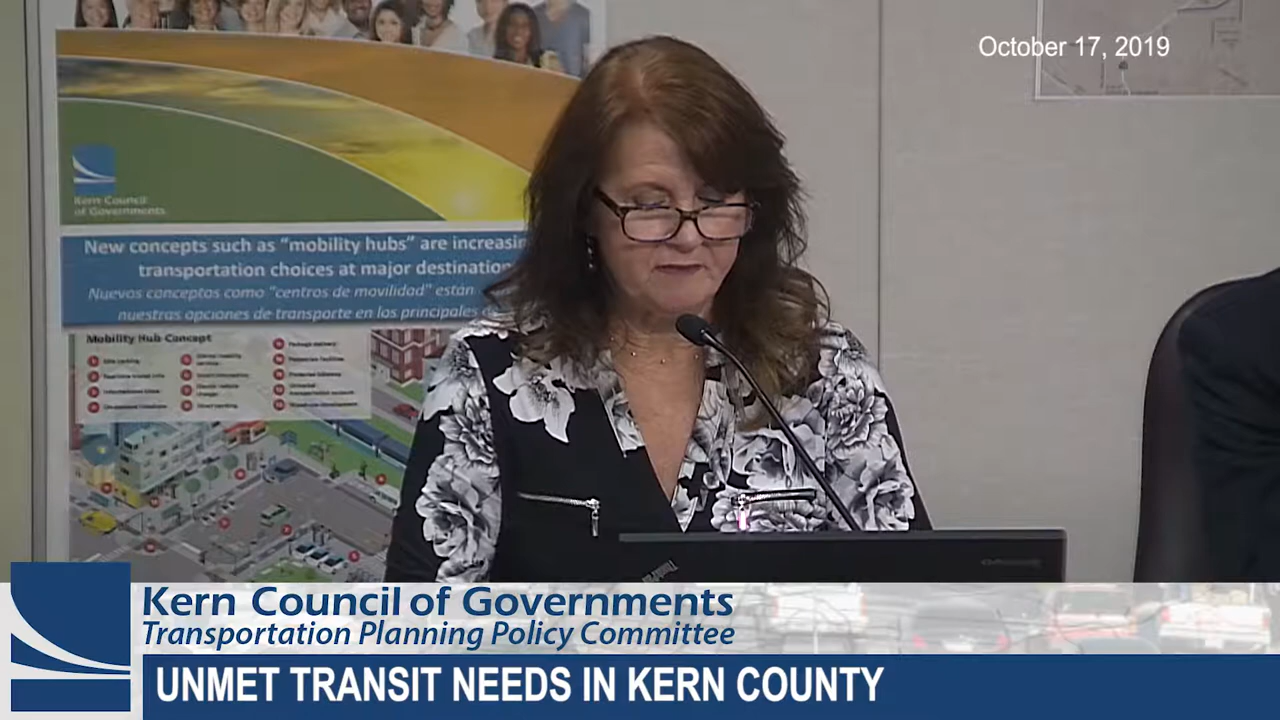 October 17, 2019
Kern Council
of Governments
New concepts such as "mobility hubs" are increasi
transportation choices at major destination
Nuevos conceptos como "centros de movilidad" están
nuestras opciones de transporte en los principales
Mobility Hub Concept
ThinkPad
Kern Council of Governments
Transportation Planning Policy Committee
UNMET TRANSIT NEEDS IN KERN COUNTY